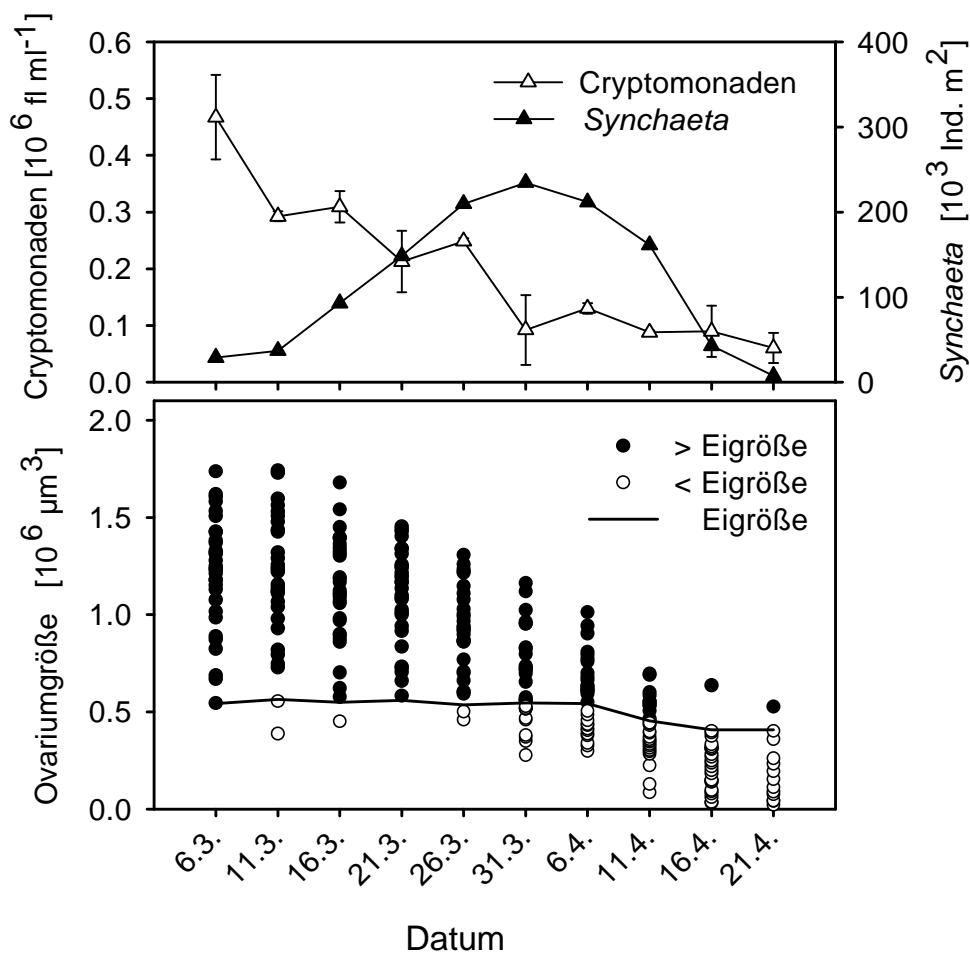 Cryptomonaden [10⁶ fl ml⁻¹]
0.6
0.5
0.4
0.3
0.2
0.1
0.0
Cryptomonaden
Synchaeta
400
300
200
100
0
Synchaeta [10³ Ind. m²]
Ovariumgröße [10⁶ µm³]
2.0
1.5
1.0
0.5
0.0
> Eigröße
< Eigröße
Eigröße
6.3. 11.3. 16.3. 21.3. 26.3. 31.3. 6.4. 11.4. 16.4. 21.4.
Datum